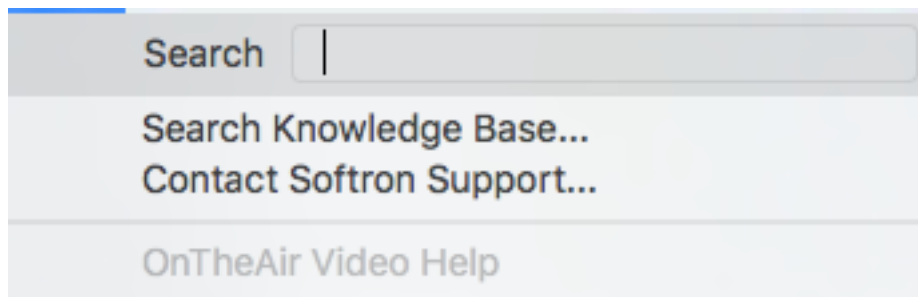 Search
Search Knowledge Base...
Contact Softron Support...
OnTheAir Video Help